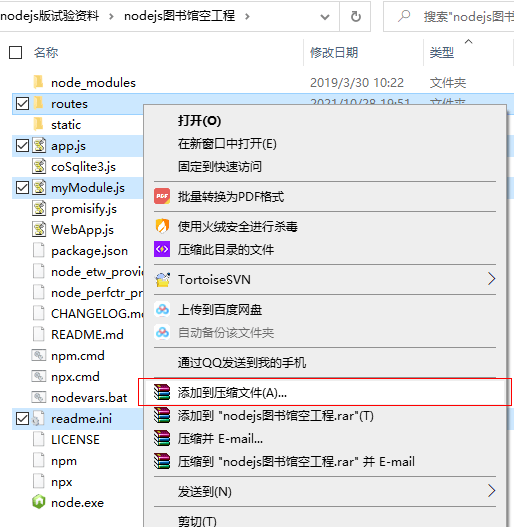 nodejs版试验资料 › nodejs图书馆空工程 ›
搜索"nodejs图书
名称 修改日期 类型
node_modules 2019/3/30 10:22 文件夹
routes 2021/10/28 19:51 文件夹
static
app.js
coSqlite3.js
myModule.js
promisify.js
WebApp.js
package.json
node_etw_provi
node_perfctr_pr
CHANGELOG.m
README.md
npm.cmd
npx.cmd
nodevars.bat
readme.ini
LICENSE
npm
npx
node.exe
打开(O)
在新窗口中打开(E)
固定到快速访问
PDF 批量转换为PDF格式
使用火绒安全进行杀毒
压缩此目录的文件
TortoiseSVN
上传到百度网盘
自动备份该文件夹
通过QQ发送到我的手机
添加到压缩文件(A)...
添加到 "nodejs图书馆空工程.rar"(T)
压缩并 E-mail...
压缩到 "nodejs图书馆空工程.rar" 并 E-mail
发送到(N)
剪切(T)